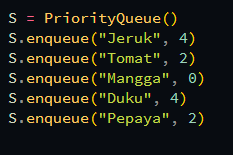 S = PriorityQueue()
S.enqueue("Jeruk", 4)
S.enqueue("Tomat", 2)
S.enqueue("Mangga", 0)
S.enqueue("Duku", 4)
S.enqueue("Pepaya", 2)